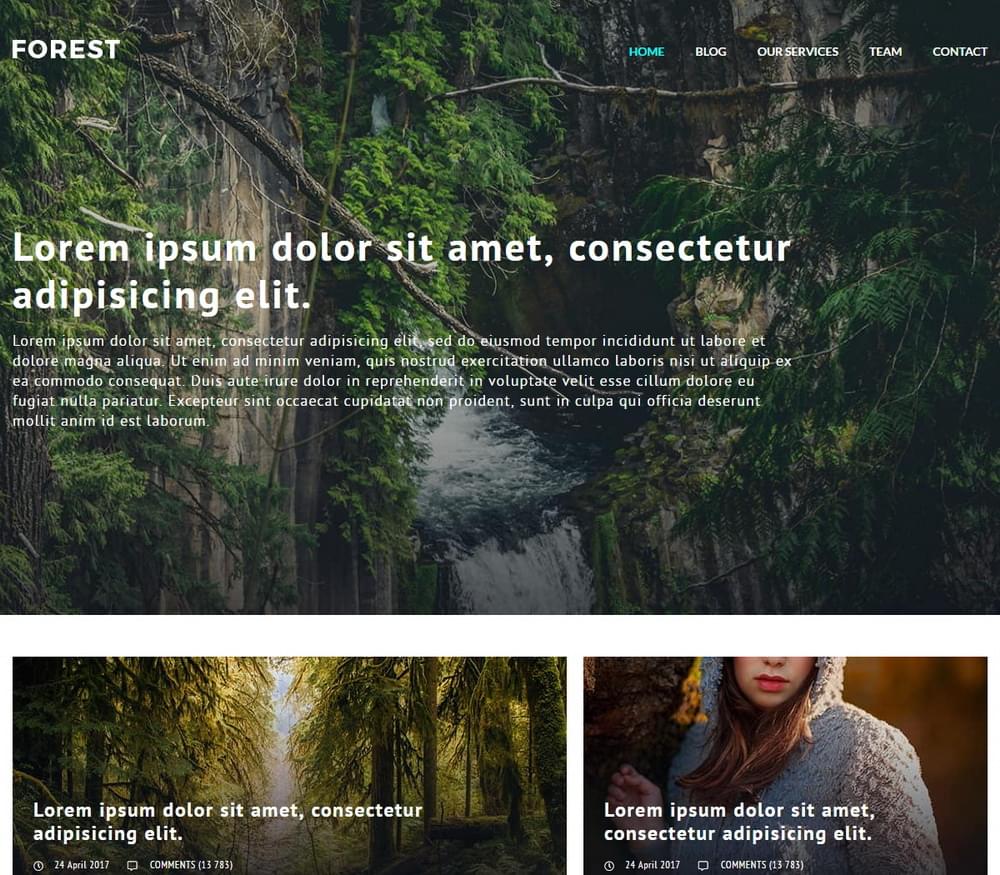 FOREST
HOME BLOG OUR SERVICES TEAM CONTACT
Lorem ipsum dolor sit amet, consectetur
adipisicing elit.
Lorem ipsum dolor sit amet, consectetur adipisicing elit, sed do eiusmod tempor incididunt ut labore et
dolore magna aliqua. Ut enim ad minim veniam, quis nostrud exercitation ullamco laboris nisi ut aliquip ex
ea commodo consequat. Duis aute irure dolor in reprehenderit in voluptate velit esse cillum dolore eu
fugiat nulla pariatur. Excepteur sint occaecat cupidatat non proident, sunt in culpa qui officia deserunt
mollit anim id est laborum.
Lorem ipsum dolor sit amet, consectetur
adipisicing elit.
24 April 2017 COMMENTS (13 783)
Lorem ipsum dolor sit amet,
consectetur adipisicing elit.
24 April 2017 COMMENTS (13 783)